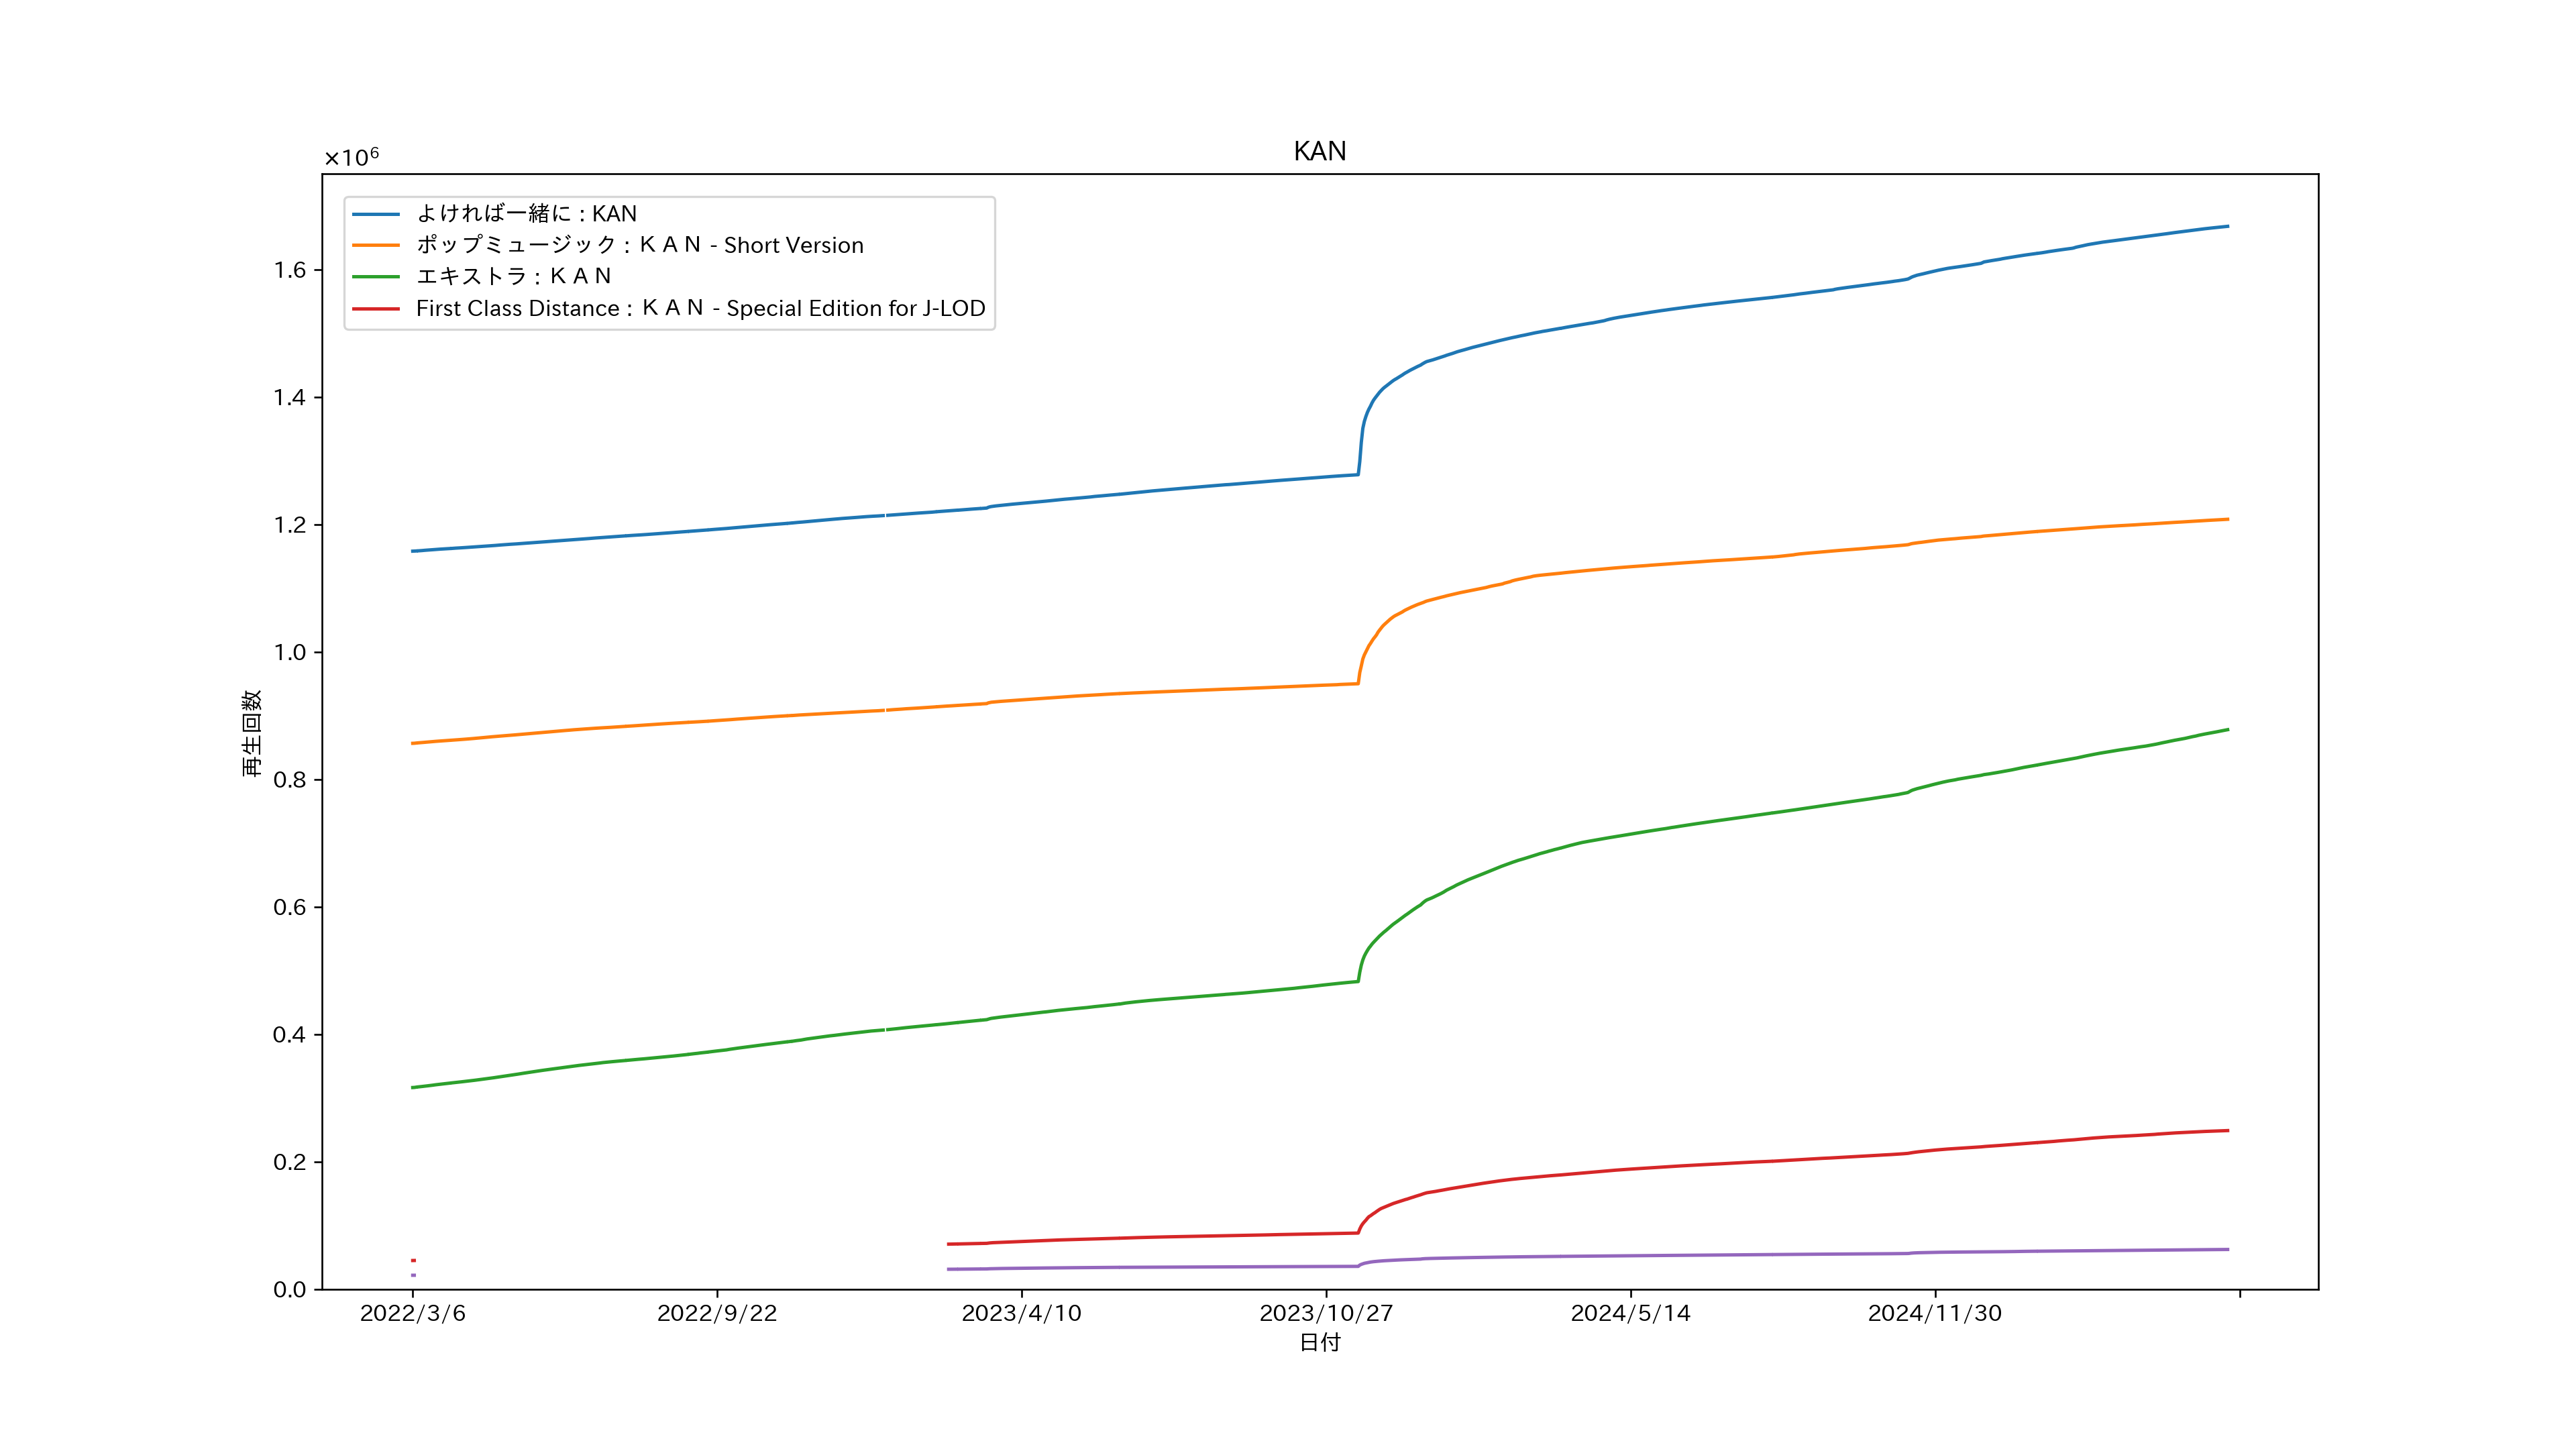 KAN
×10⁶
よければ一緒に : KAN
ポップミュージック : ＫＡＮ - Short Version
エキストラ : ＫＡＮ
First Class Distance : ＫＡＮ - Special Edition for J-LOD
1.6
1.4
1.2
1.0
0.8
0.6
0.4
0.2
0.0
再生回数
2022/3/6
2022/9/22
2023/4/10
2023/10/27
2024/5/14
2024/11/30
日付